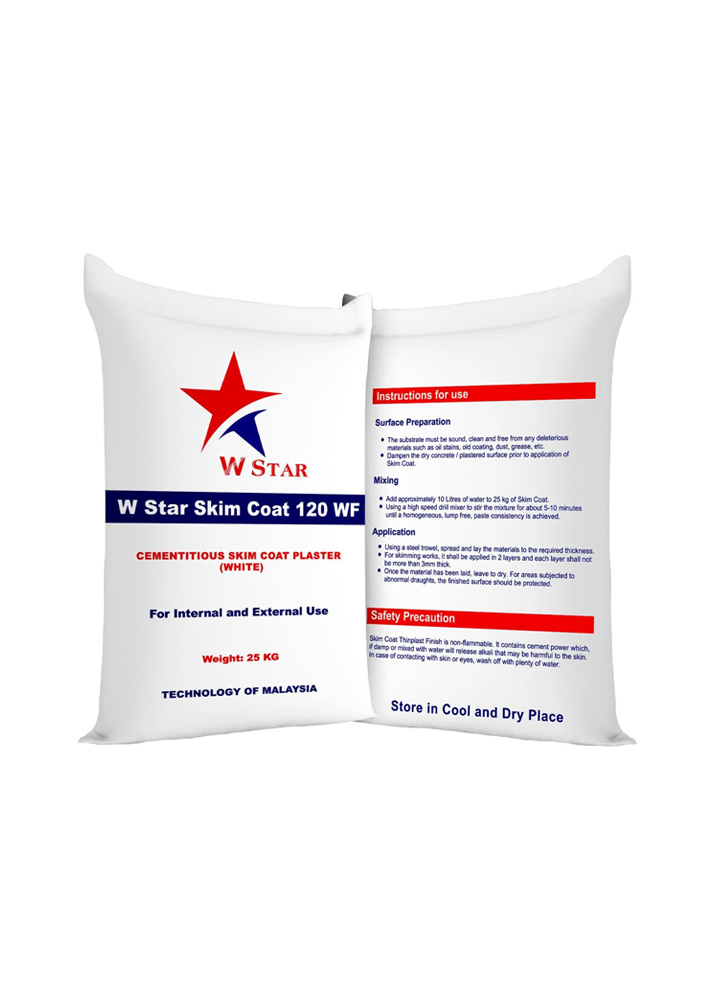 W STAR
W Star Skim Coat 120 WF
CEMENTITIOUS SKIM COAT PLASTER
(WHITE)
For Internal and External Use
Weight: 25 KG
TECHNOLOGY OF MALAYSIA
Instructions for use
Surface Preparation
• The substrate must be sound, clean and free from any deleterious
materials such as oil stains, old coating, dust, grease, etc.
• Dampen the dry concrete / plastered surface prior to application of
Skim Coat.
Mixing
• Add approximately 10 Litres of water to 25 kg of Skim Coat.
• Using a high speed drill mixer to stir the mixture for about 5-10 minutes
until a homogeneous, lump free, paste consistency is achieved.
Application
• Using a steel trowel, spread and lay the materials to the required thickness.
• For skimming works, it shall be applied in 2 layers and each layer shall not
be more than 3mm thick.
• Once the material has been laid, leave to dry. For areas subjected to
abnormal draughts, the finished surface should be protected.
Safety Precaution
Skim Coat Thinplast Finish is non-flammable. It contains cement power which,
if damp or mixed with water will release alkali that may be harmful to the skin.
In case of contacting with skin or eyes, wash off with plenty of water.
Store in Cool and Dry Place